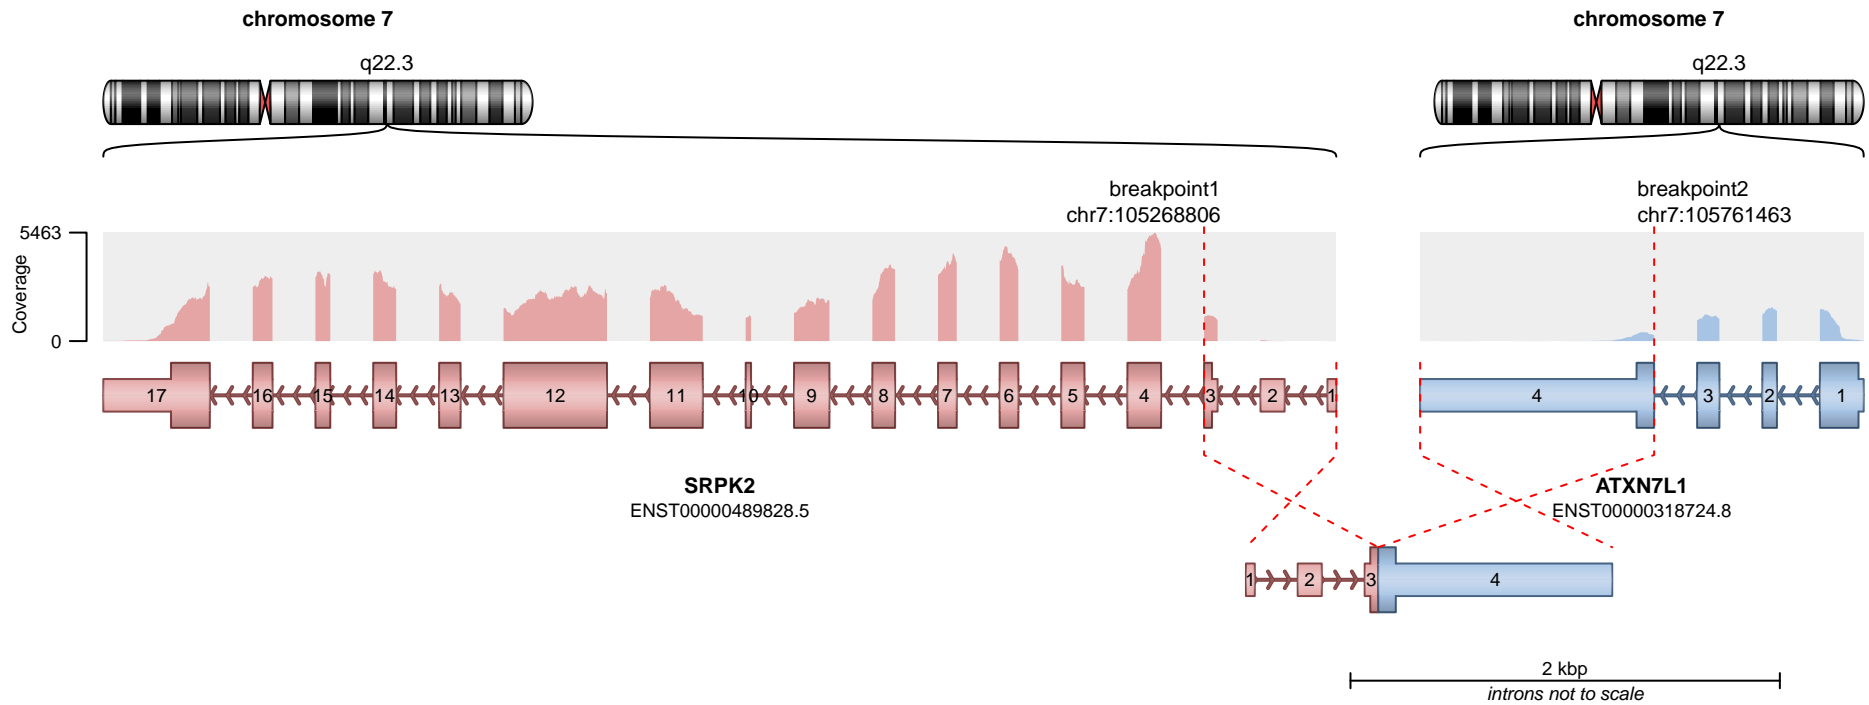 chromosome 7
chromosome 7
q22.3
q22.3
breakpoint1
chr7:105268806
breakpoint2
chr7:105761463
5463
Coverage
0
17 16 15 14 13 12 11 10 9 8 7 6 5 4 3 2 1
4 3 2 1
SRPK2
ENST00000489828.5
ATXN7L1
ENST00000318724.8
1 2 3 4
2 kbp
introns not to scale